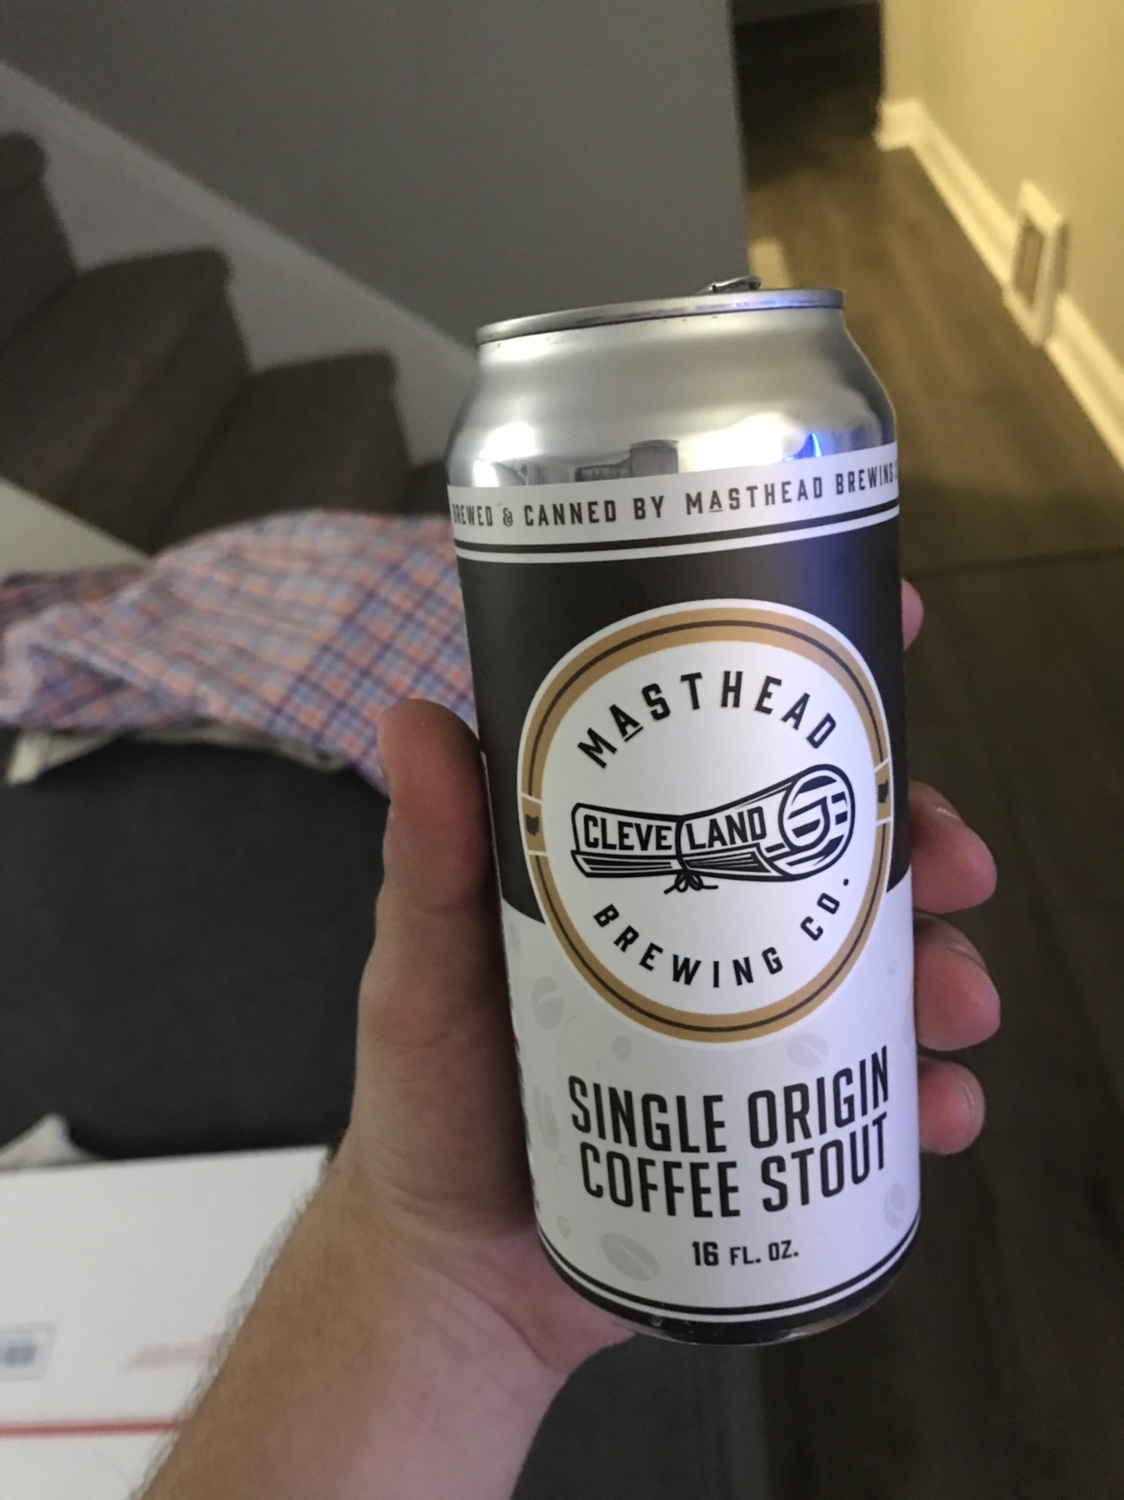 BREWED & CANNED BY MASTHEAD BREWING
MASTHEAD
CLEVELAND
BREWING CO.
SINGLE ORIGIN
COFFEE STOUT
16 FL. OZ.